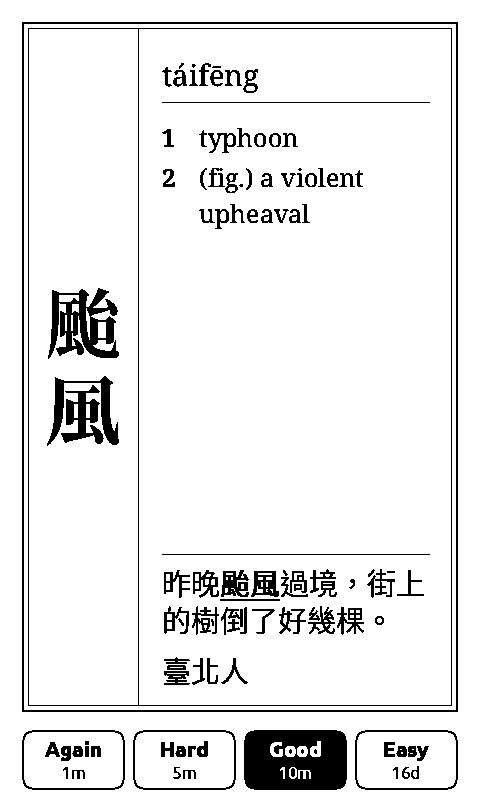 颱風
táifēng
1 typhoon
2 (fig.) a violent
upheaval
昨晚颱風過境，街上
的樹倒了好幾棵。
臺北人
Again
1m
Hard
5m
Good
10m
Easy
16d